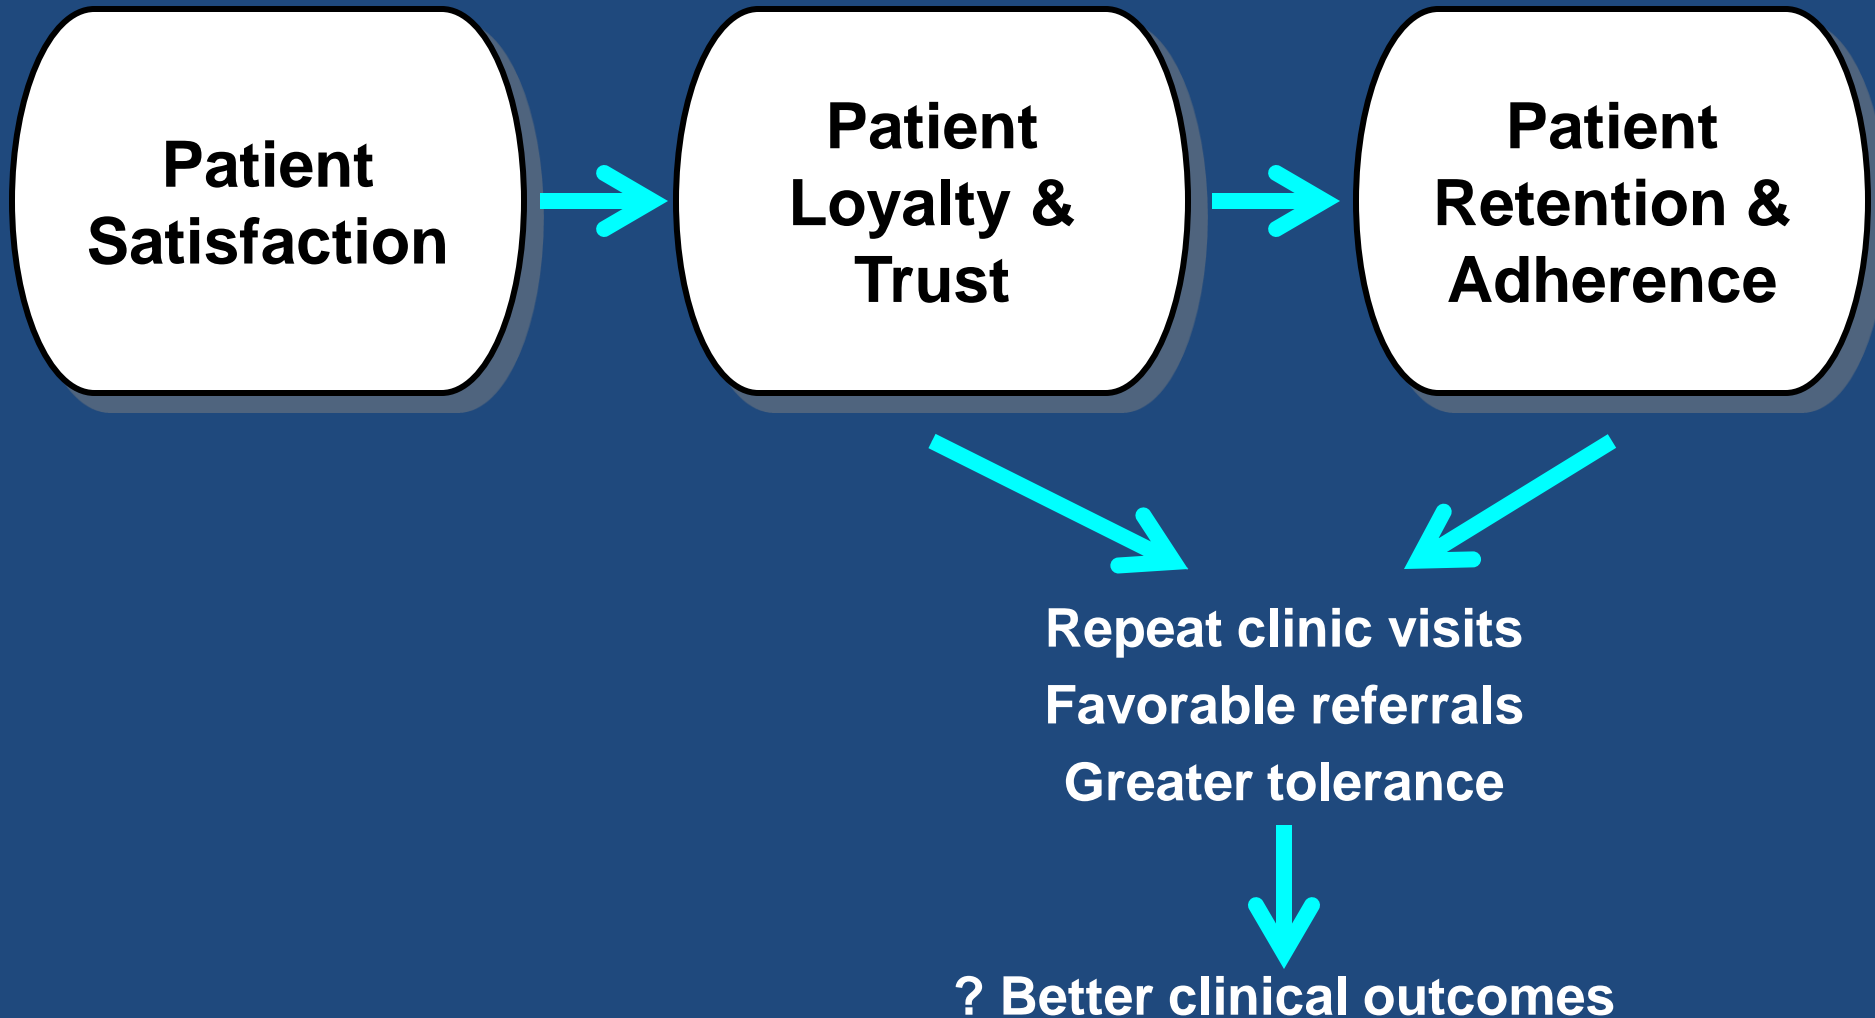 Patient
Satisfaction
Patient
Loyalty &
Trust
Patient
Retention &
Adherence
Repeat clinic visits
Favorable referrals
Greater tolerance
? Better clinical outcomes